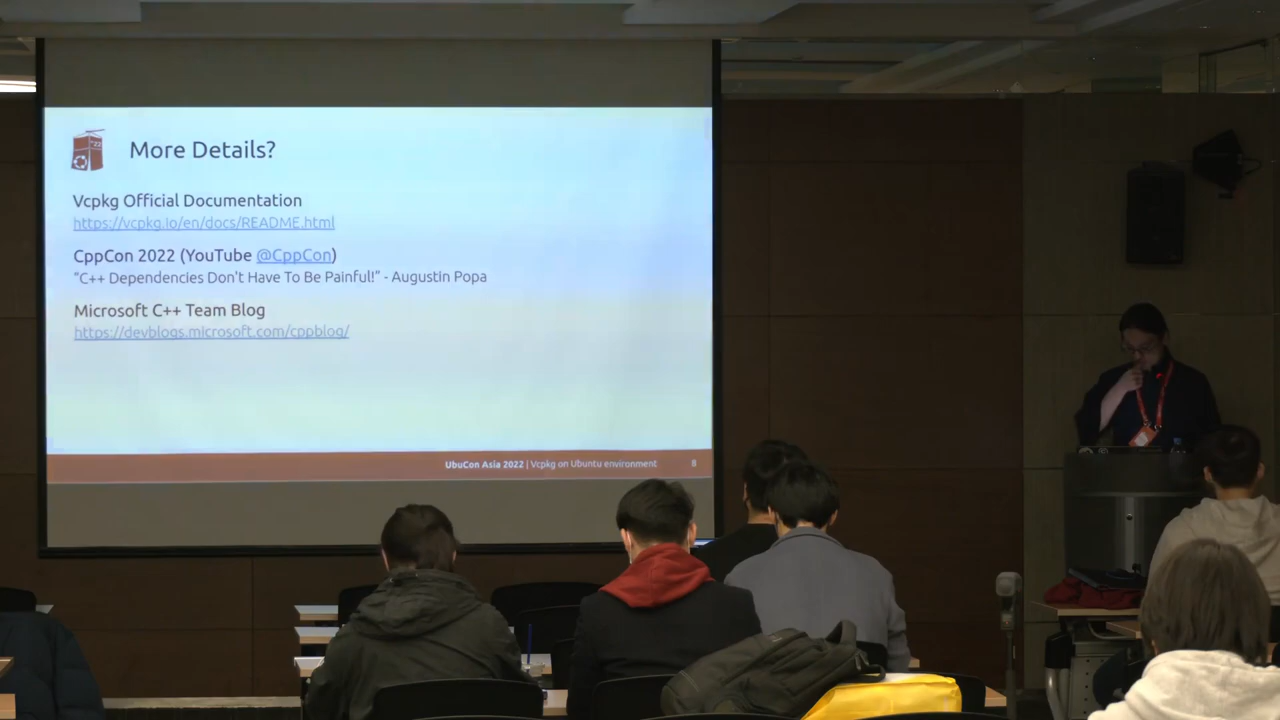 More Details?
Vcpkg Official Documentation
https://vcpkg.io/en/docs/README.html
CppCon 2022 (YouTube @CppCon)
“C++ Dependencies Don't Have To Be Painful!” - Augustin Popa
Microsoft C++ Team Blog
https://devblogs.microsoft.com/cppblog/
UbuCon Asia 2022 | Vcpkg on Ubuntu environment 8